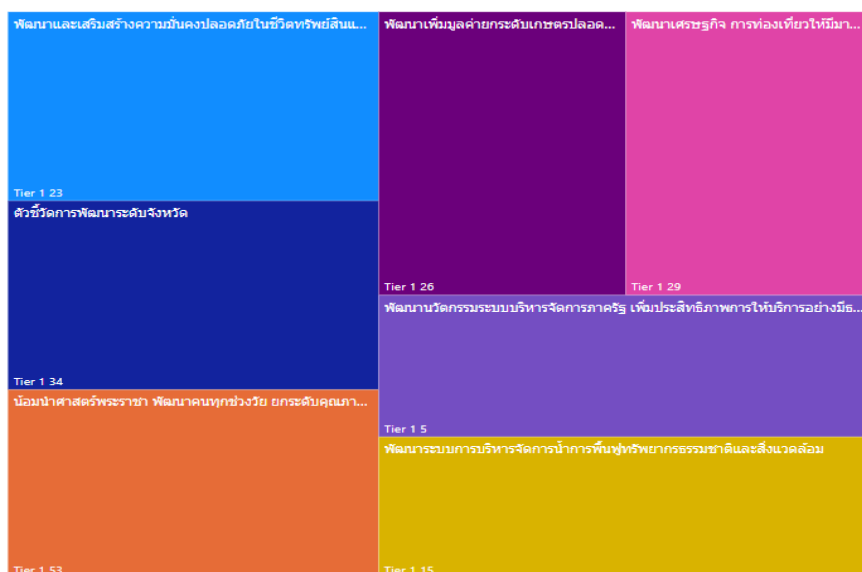 พัฒนาและเสริมสร้างความมั่นคงปลอดภัยในชีวิตทรัพย์สินแ...
Tier 1 23
ตัวชี้วัดการพัฒนาระดับจังหวัด
Tier 1 34
น้อมนำศาสตร์พระราชา พัฒนาคนทุกช่วงวัย ยกระดับคุณภา...
Tier 1 53
พัฒนาเพิ่มมูลค่ายกระดับเกษตรปลอด...
Tier 1 26
พัฒนาเศรษฐกิจ การท่องเที่ยวให้มีมา...
Tier 1 29
พัฒนานวัตกรรมระบบบริหารจัดการภาครัฐ เพิ่มประสิทธิภาพการให้บริการอย่างมีธ...
Tier 1 5
พัฒนาระบบการบริหารจัดการน้ำการฟื้นฟูทรัพยากรธรรมชาติและสิ่งแวดล้อม
Tier 1 15